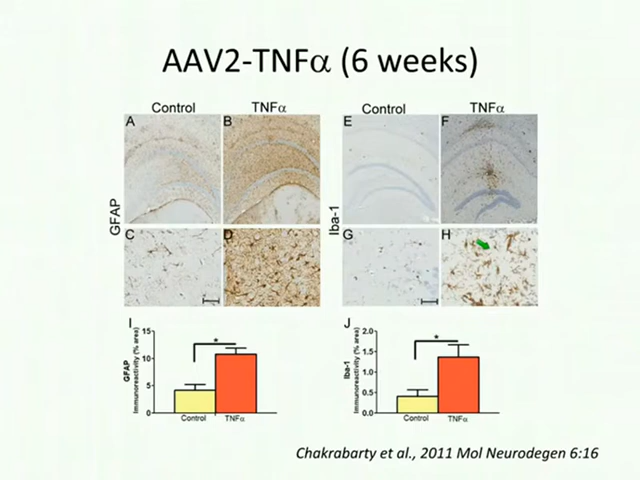 AAV2-TNFα (6 weeks)
Control
TNFα
Control
TNFα
A
B
E
F
GFAP
Iba-1
C
D
G
H
I
J
GFAP
Immunoreactivity (% area)
15
10
5
0
*
Control
TNFα
Iba-1
Immunoreactivity (% area)
2.0
1.5
1.0
0.5
0.0
*
Control
TNFα
Chakrabarty et al., 2011 Mol Neurodegen 6:16